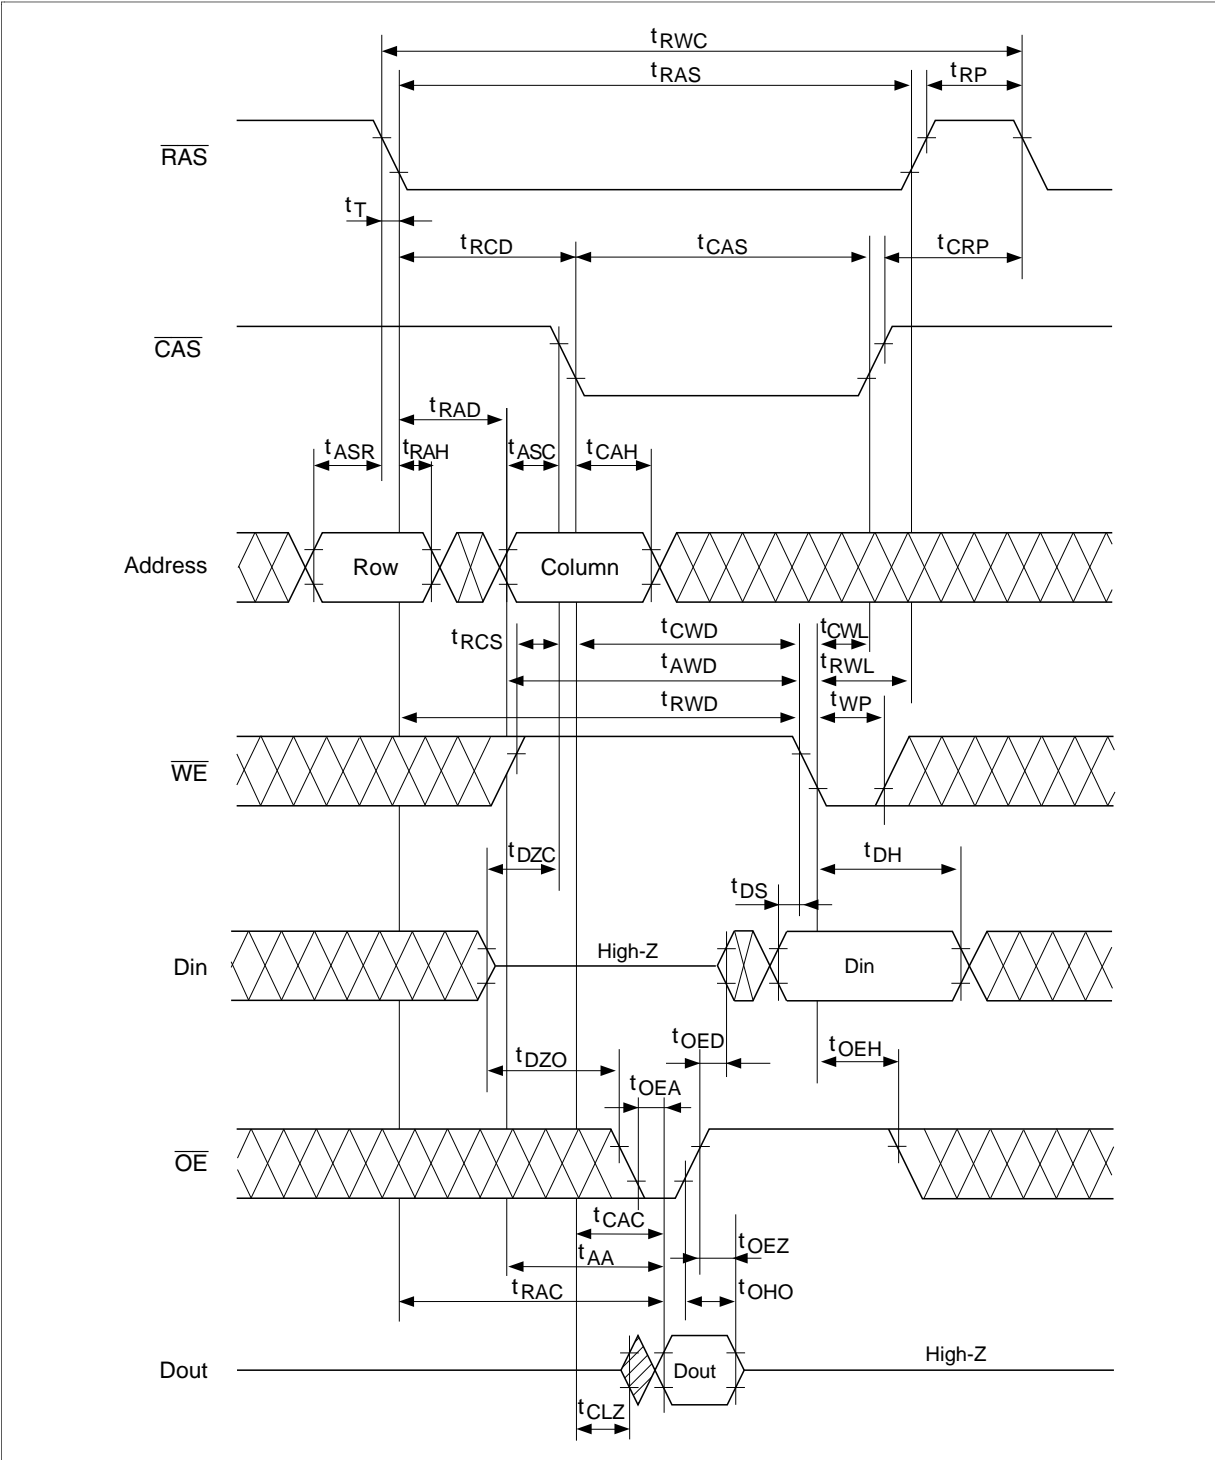 tRWC
tRAS
tRP
RAS
tT
tRCD
tCAS
tCRP
CAS
tRAD
tASR
tRAH
tASC
tCAH
Address
Row
Column
tRCS
tCWD
tCWL
tAWD
tRWL
tRWD
tWP
WE
tDZC
tDH
tDS
Din
High-Z
Din
tOED
tOEH
tDZO
tOEA
OE
tCAC
tOEZ
tAA
tRAC
tOHO
Dout
Dout
High-Z
tCLZ